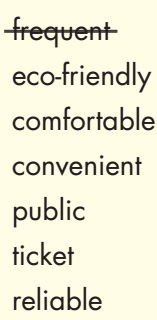 frequent
eco-friendly
comfortable
convenient
public
ticket
reliable